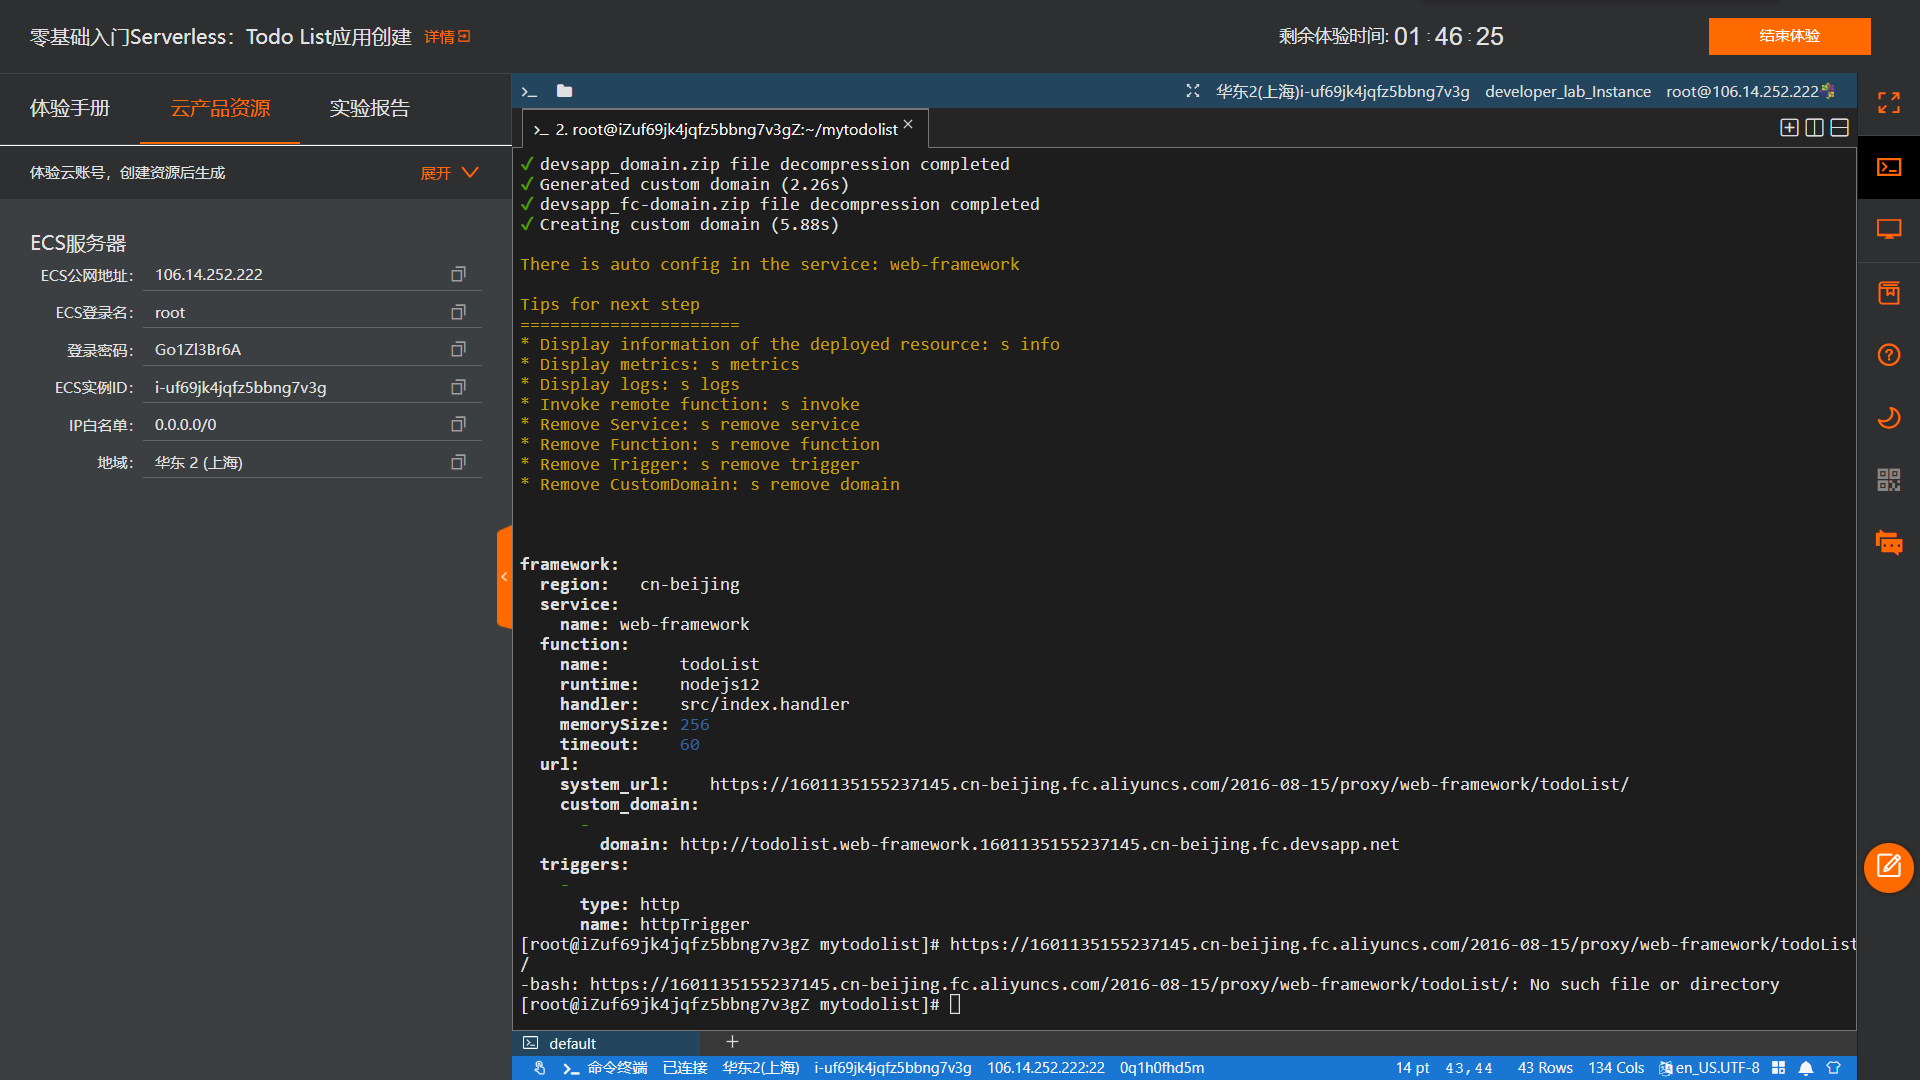 零基础入门Serverless：Todo List应用创建 详情
剩余体验时间: 01 : 46 : 25
结束体验
体验手册 云产品资源 实验报告
体验云账号，创建资源后生成 展开
ECS服务器
ECS公网地址： 106.14.252.222
ECS登录名： root
登录密码： Go1Zl3Br6A
ECS实例ID： i-uf69jk4jqfz5bbng7v3g
IP白名单： 0.0.0.0/0
地域： 华东 2 (上海)
华东2(上海)i-uf69jk4jqfz5bbng7v3g developer_lab_Instance root@106.14.252.222
2. root@iZuf69jk4jqfz5bbng7v3gZ:~/mytodolist
✓ devsapp_domain.zip file decompression completed
✓ Generated custom domain (2.26s)
✓ devsapp_fc-domain.zip file decompression completed
✓ Creating custom domain (5.88s)
There is auto config in the service: web-framework
Tips for next step
======================
* Display information of the deployed resource: s info
* Display metrics: s metrics
* Display logs: s logs
* Invoke remote function: s invoke
* Remove Service: s remove service
* Remove Function: s remove function
* Remove Trigger: s remove trigger
* Remove CustomDomain: s remove domain
framework:
region: cn-beijing
service:
name: web-framework
function:
name: todoList
runtime: nodejs12
handler: src/index.handler
memorySize: 256
timeout: 60
url:
system_url: https://1601135155237145.cn-beijing.fc.aliyuncs.com/2016-08-15/proxy/web-framework/todoList/
custom_domain:
-
domain: http://todolist.web-framework.1601135155237145.cn-beijing.fc.devsapp.net
triggers:
-
type: http
name: httpTrigger
[root@iZuf69jk4jqfz5bbng7v3gZ mytodolist]# https://1601135155237145.cn-beijing.fc.aliyuncs.com/2016-08-15/proxy/web-framework/todoList
/
-bash: https://1601135155237145.cn-beijing.fc.aliyuncs.com/2016-08-15/proxy/web-framework/todoList/: No such file or directory
[root@iZuf69jk4jqfz5bbng7v3gZ mytodolist]#
default
命令终端 已连接 华东2(上海) i-uf69jk4jqfz5bbng7v3g 106.14.252.222:22 0q1h0fhd5m 14 pt 43,44 43 Rows 134 Cols en_US.UTF-8